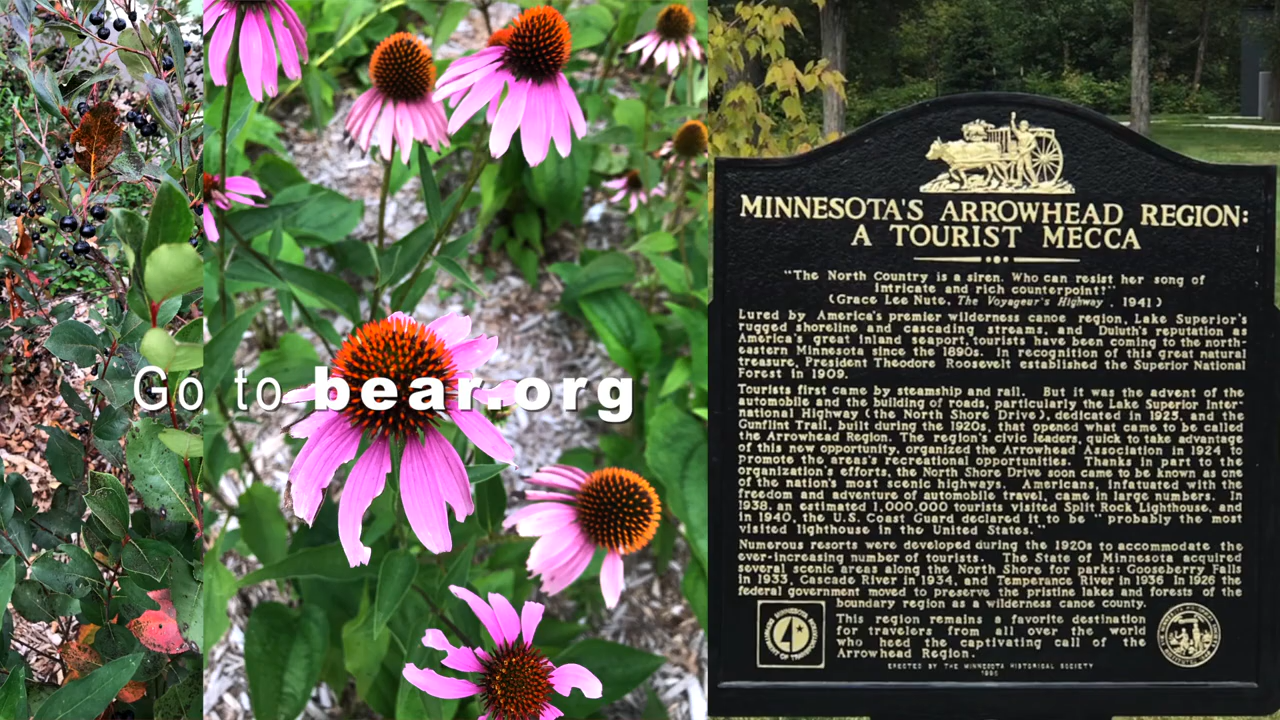 Go to bear.org
MINNESOTA'S ARROWHEAD REGION:
A TOURIST MECCA
"The North Country is a siren. Who can resist her song of
intricate and rich counterpoint?"
(Grace Lee Nute, The Voyageur's Highway, 1941)
Lured by America's premier wilderness canoe region, Lake Superior's
rugged shoreline and cascading streams, and Duluth's reputation as
America's great inland seaport, tourists have been coming to the north-
eastern Minnesota since the 1890s. In recognition of this great natural
treasure, President Theodore Roosevelt established the Superior National
Forest in 1909.
Tourists first came by steamship and rail. But it was the advent of the
automobile and the building of roads, particularly the Lake Superior Inter-
national Highway (the North Shore Drive), dedicated in 1925, and the
Gunflint Trail, built during the 1920s, that opened what came to be called
the Arrowhead Region. The region's civic leaders, quick to take advantage
of this new opportunity, organized the Arrowhead Association in 1924 to
promote the areas's recreational opportunities. Thanks in part to the
organization's efforts, the North Shore Drive soon came to be known as one
of the nation's most scenic highways. Americans, infatuated with the
freedom and adventure of automobile travel, came in large numbers. In
1938, an estimated 1,000,000 tourists visited Split Rock Lighthouse, and
in 1940, the U.S. Coast Guard declared it to be "probably the most
visited lighthouse in the United States."
Numerous resorts were developed during the 1920s to accommodate the
ever-increasing number of tourists. The State of Minnesota acquired
several scenic areas along the North Shore for parks: Gooseberry Falls
in 1933, Cascade River in 1934, and Temperance River in 1936. In 1926 the
federal government moved to preserve the pristine lakes and forests of the
boundary region as a wilderness canoe county.
This region remains a favorite destination
for travelers from all over the world
who heed the captivating call of the
Arrowhead Region.
ERECTED BY THE MINNESOTA HISTORICAL SOCIETY